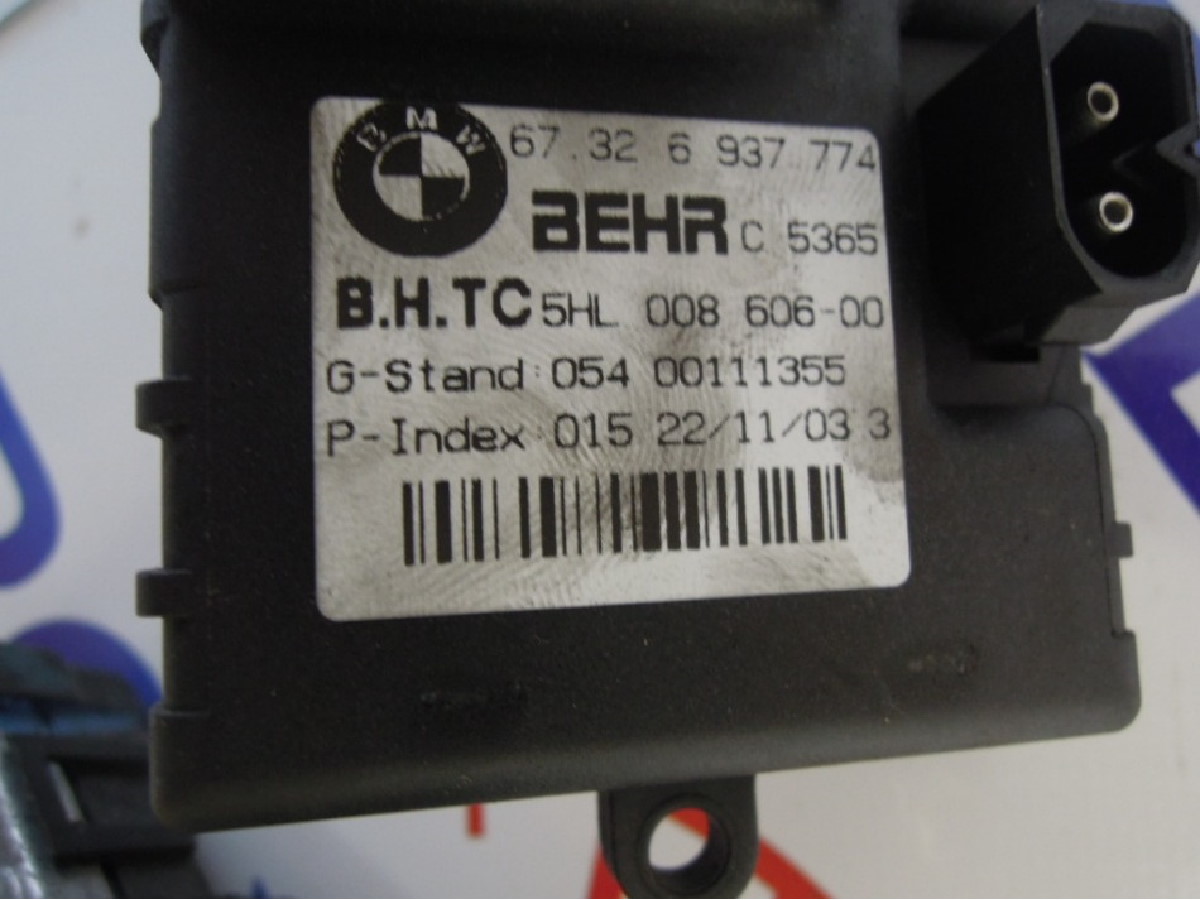 BMW 67.32 6 937 774
BEHR C 5365
B.H.TC 5HL 008 606-00
G-Stand: 054 00111355
P-Index: 015 22/11/03 3